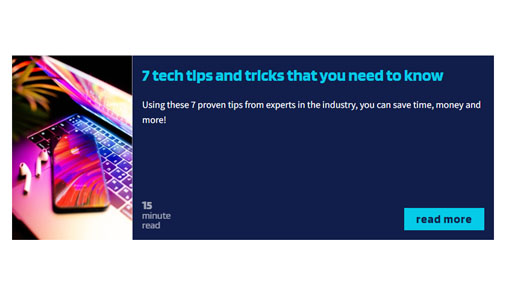 7 tech tips and tricks that you need to know
Using these 7 proven tips from experts in the industry, you can save time, money and
more!
15
minute
read
read more